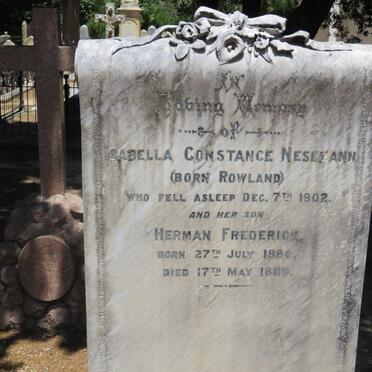 IN
Loving Memory
OF
ISABELLA CONSTANCE NESEMANN
(BORN ROWLAND)
WHO FELL ASLEEP DEC. 7TH 1902.
AND HER SON
HERMAN FREDERICK,
BORN 27TH JULY 1886,
DIED 17TH MAY 1889.